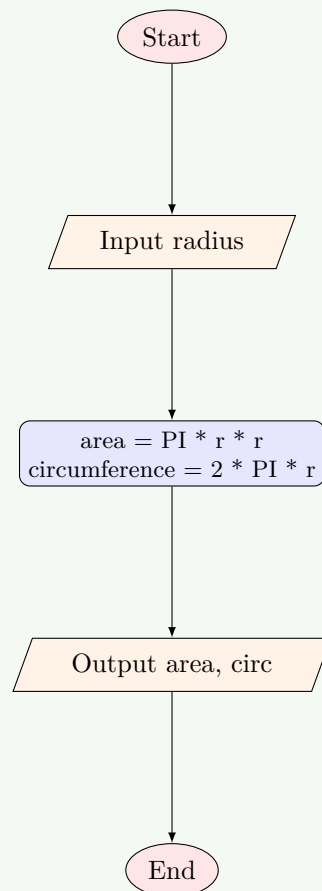 Start
Input radius
area = PI * r * r
circumference = 2 * PI * r
Output area, circ
End